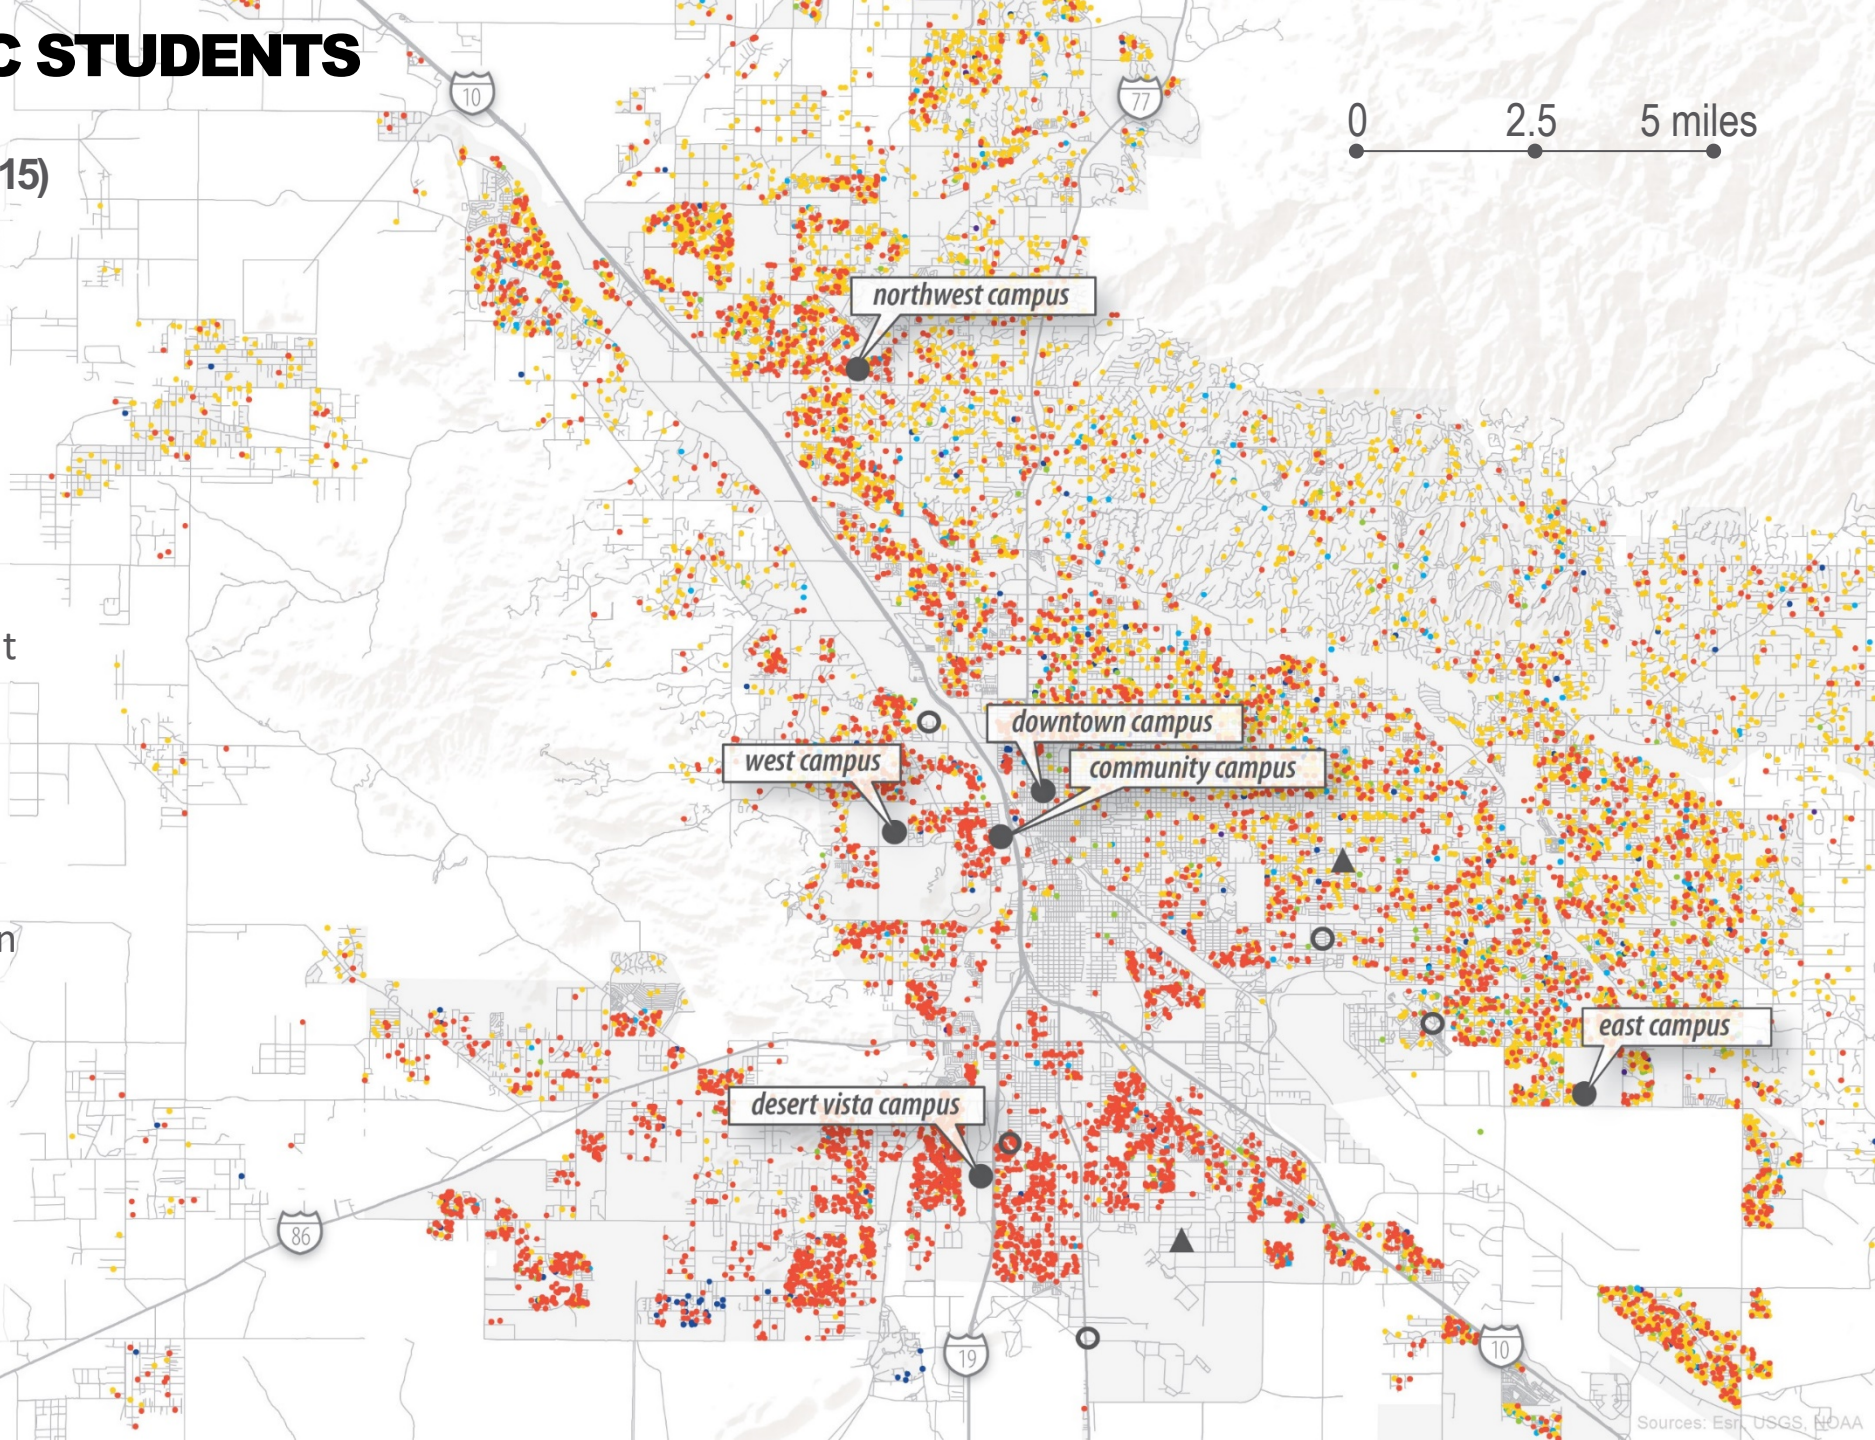 C STUDENTS
15)
t
n
10
77
0 2.5 5 miles
northwest campus
downtown campus
west campus
community campus
east campus
desert vista campus
86
19
10
Sources: Esri, USGS, NOAA